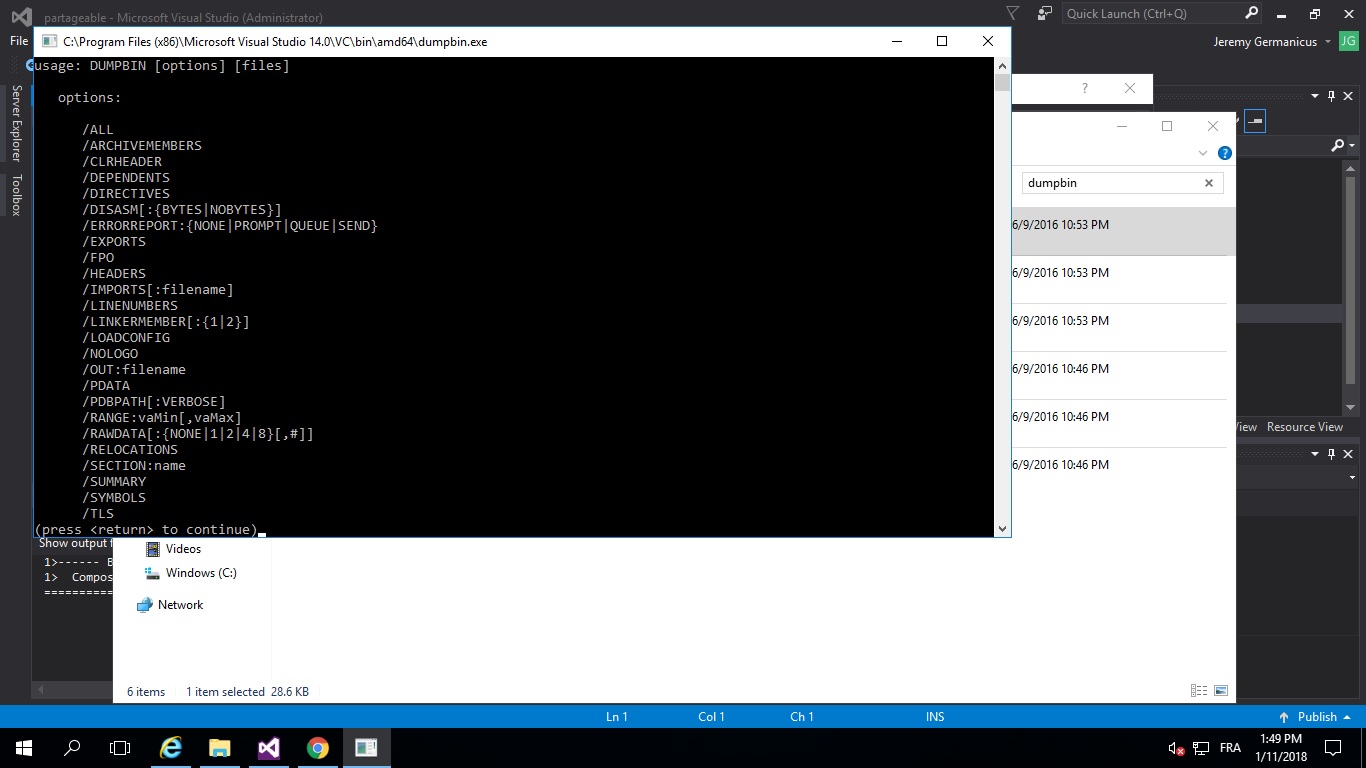 partageable - Microsoft Visual Studio (Administrator)
Quick Launch (Ctrl+Q)
File
Jeremy Germanicus
JG
C:\Program Files (x86)\Microsoft Visual Studio 14.0\VC\bin\amd64\dumpbin.exe
usage: DUMPBIN [options] [files]
options:
/ALL
/ARCHIVEMEMBERS
/CLRHEADER
/DEPENDENTS
/DIRECTIVES
/DISASM[:{BYTES|NOBYTES}]
/ERRORREPORT:{NONE|PROMPT|QUEUE|SEND}
/EXPORTS
/FPO
/HEADERS
/IMPORTS[:filename]
/LINENUMBERS
/LINKERMEMBER[:{1|2}]
/LOADCONFIG
/NOLOGO
/OUT:filename
/PDATA
/PDBPATH[:VERBOSE]
/RANGE:vaMin[,vaMax]
/RAWDATA[:{NONE|1|2|4|8}[,#]]
/RELOCATIONS
/SECTION:name
/SUMMARY
/SYMBOLS
/TLS
(press <return> to continue)
Server Explorer
Toolbox
dumpbin
6/9/2016 10:53 PM
6/9/2016 10:53 PM
6/9/2016 10:53 PM
6/9/2016 10:46 PM
6/9/2016 10:46 PM
6/9/2016 10:46 PM
View Resource View
Show output f
1>------ B
1> Compos
==========
Videos
Windows (C:)
Network
6 items 1 item selected 28.6 KB
Ln 1 Col 1 Ch 1 INS Publish
FRA
1:49 PM
1/11/2018